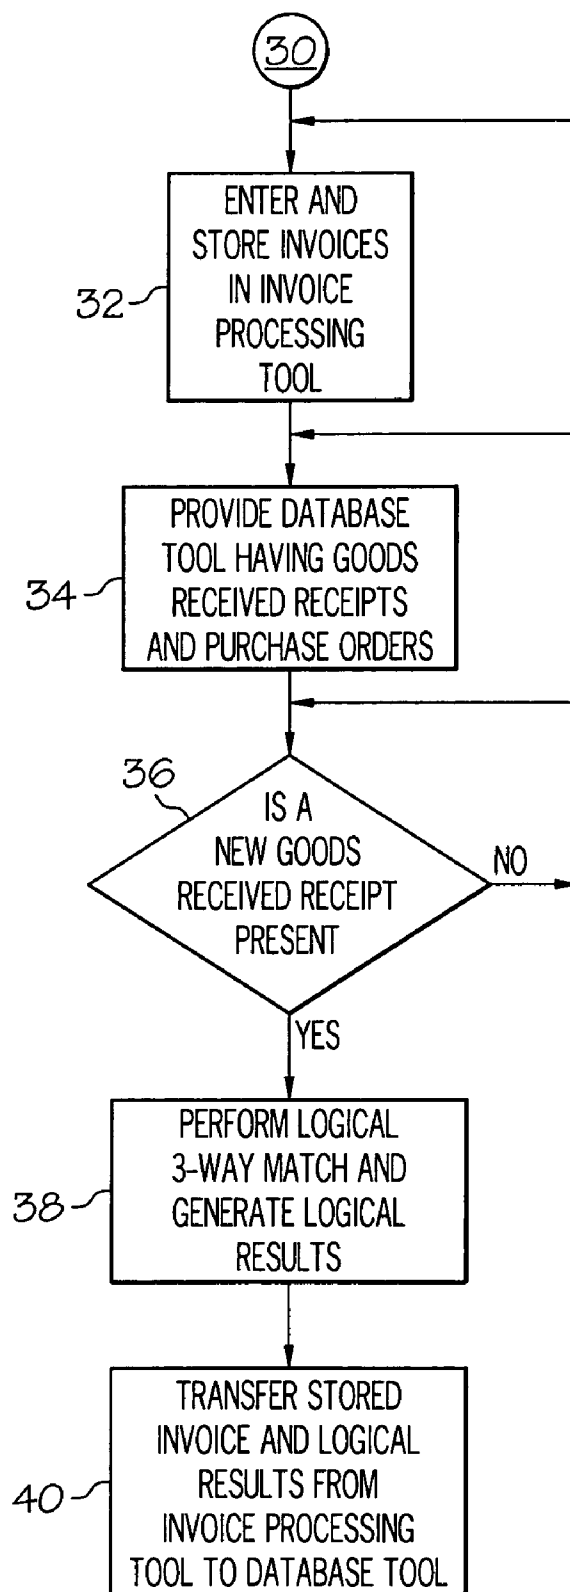 30
ENTER AND
STORE INVOICES
IN INVOICE
PROCESSING
TOOL
32
PROVIDE DATABASE
TOOL HAVING GOODS
RECEIVED RECEIPTS
AND PURCHASE ORDERS
34
36
IS A
NEW GOODS
RECEIVED RECEIPT
PRESENT
NO
YES
PERFORM LOGICAL
3-WAY MATCH AND
GENERATE LOGICAL
RESULTS
38
TRANSFER STORED
INVOICE AND LOGICAL
RESULTS FROM
INVOICE PROCESSING
TOOL TO DATABASE TOOL
40